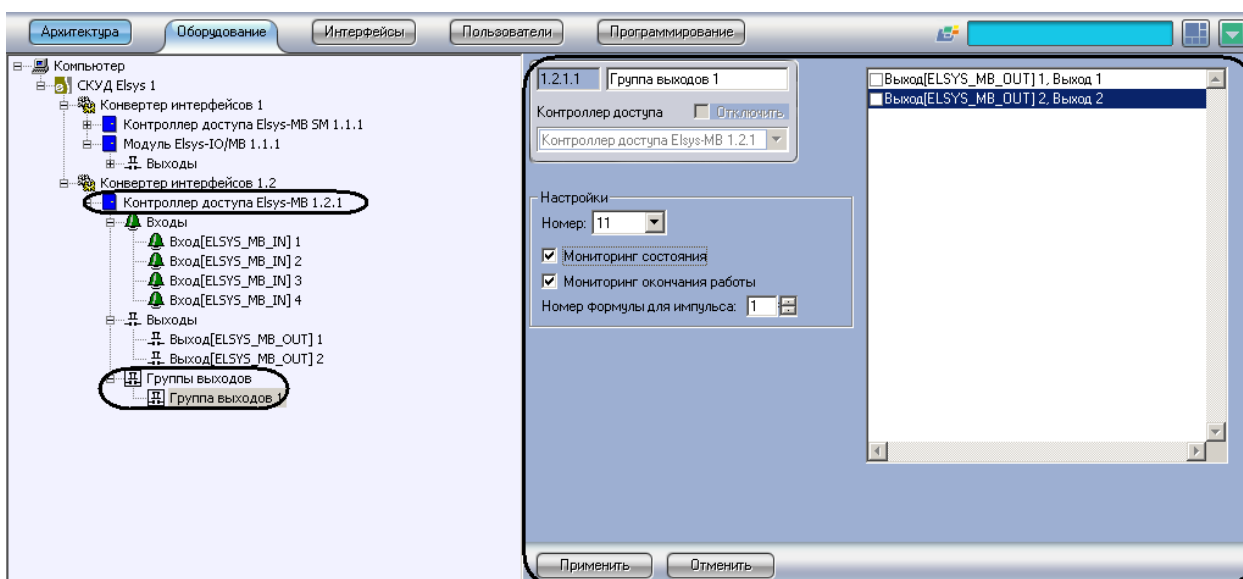 Архитектура
Оборудование
Интерфейсы
Пользователи
Программирование
Компьютер
СКУД Elsys 1
Конвертер интерфейсов 1
Контроллер доступа Elsys-MB SM 1.1.1
Модуль Elsys-IO/MB 1.1.1
Выходы
Конвертер интерфейсов 1.2
Контроллер доступа Elsys-MB 1.2.1
Входы
Вход[ELSYS_MB_IN] 1
Вход[ELSYS_MB_IN] 2
Вход[ELSYS_MB_IN] 3
Вход[ELSYS_MB_IN] 4
Выходы
Выход[ELSYS_MB_OUT] 1
Выход[ELSYS_MB_OUT] 2
Группы выходов
Группа выходов 1
1.2.1.1
Группа выходов 1
Контроллер доступа
Отключить
Контроллер доступа Elsys-MB 1.2.1
Настройки
Номер: 11
Мониторинг состояния
Мониторинг окончания работы
Номер формулы для импульса: 1
Выход[ELSYS_MB_OUT] 1, Выход 1
Выход[ELSYS_MB_OUT] 2, Выход 2
Применить
Отменить